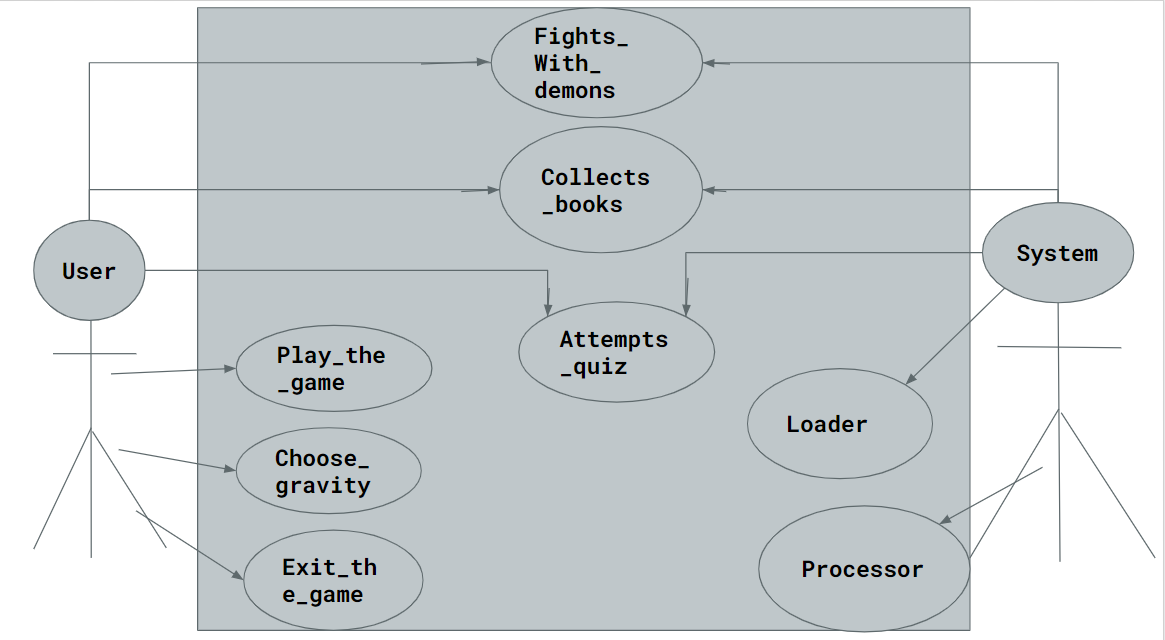 Fights_
With_
demons
Collects
_books
User
System
Attempts
_quiz
Play_the
_game
Loader
Choose_
gravity
Exit_th
e_game
Processor